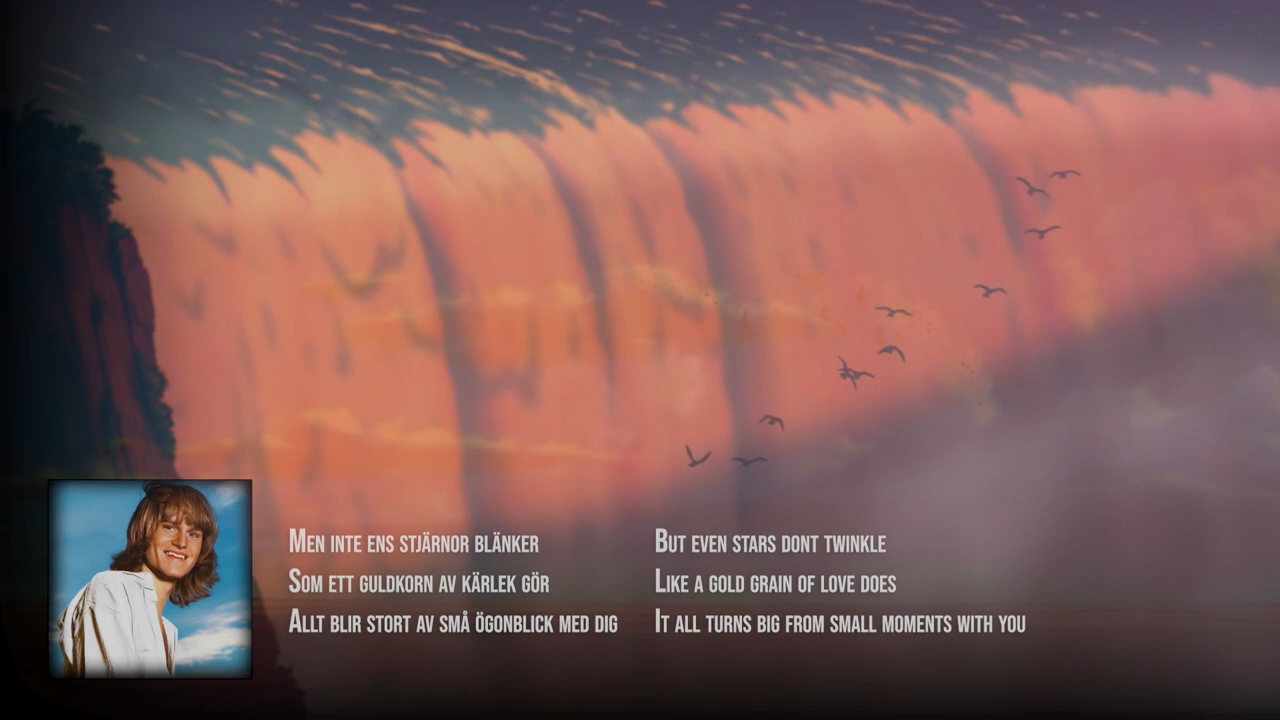 Men inte ens stjärnor blänker
Som ett guldkorn av kärlek gör
Allt blir stort av små ögonblick med dig
But even stars dont twinkle
Like a gold grain of love does
It all turns big from small moments with you